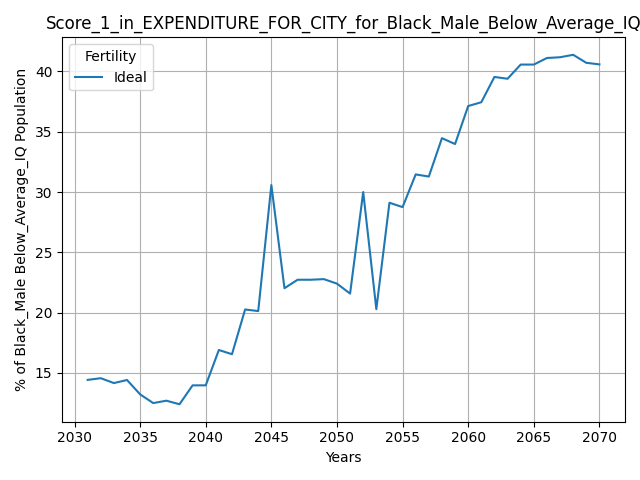 Score_1_in_EXPENDITURE_FOR_CITY_for_Black_Male_Below_Average_IQ
Fertility
Ideal
% of Black_Male Below_Average_IQ Population
40
35
30
25
20
15
2030 2035 2040 2045 2050 2055 2060 2065 2070
Years